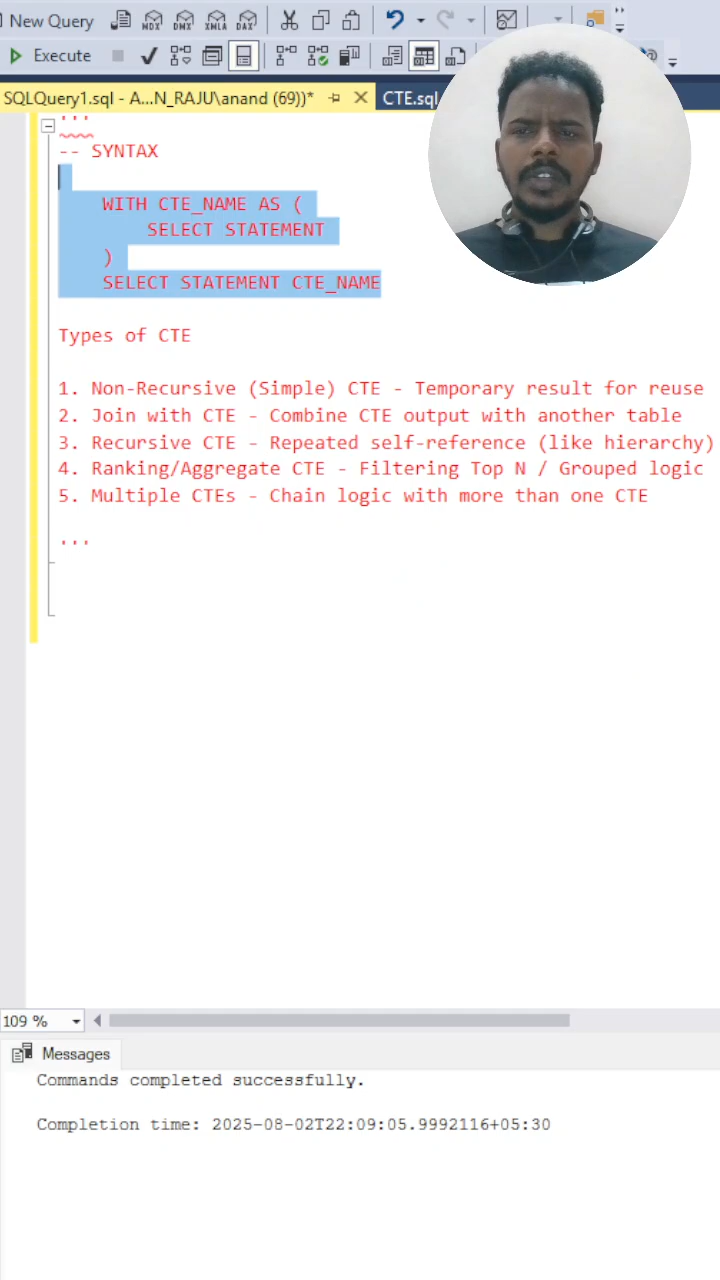 New Query
MDX
DMX
XMLA
DAX
Execute
SQLQuery1.sql - A...N_RAJU\anand (69))*
CTE.sql
'''
-- SYNTAX
WITH CTE_NAME AS (
SELECT STATEMENT
)
SELECT STATEMENT CTE_NAME
Types of CTE
1. Non-Recursive (Simple) CTE - Temporary result for reuse
2. Join with CTE - Combine CTE output with another table
3. Recursive CTE - Repeated self-reference (like hierarchy)
4. Ranking/Aggregate CTE - Filtering Top N / Grouped logic
5. Multiple CTEs - Chain logic with more than one CTE
...
109 %
Messages
Commands completed successfully.
Completion time: 2025-08-02T22:09:05.9992116+05:30